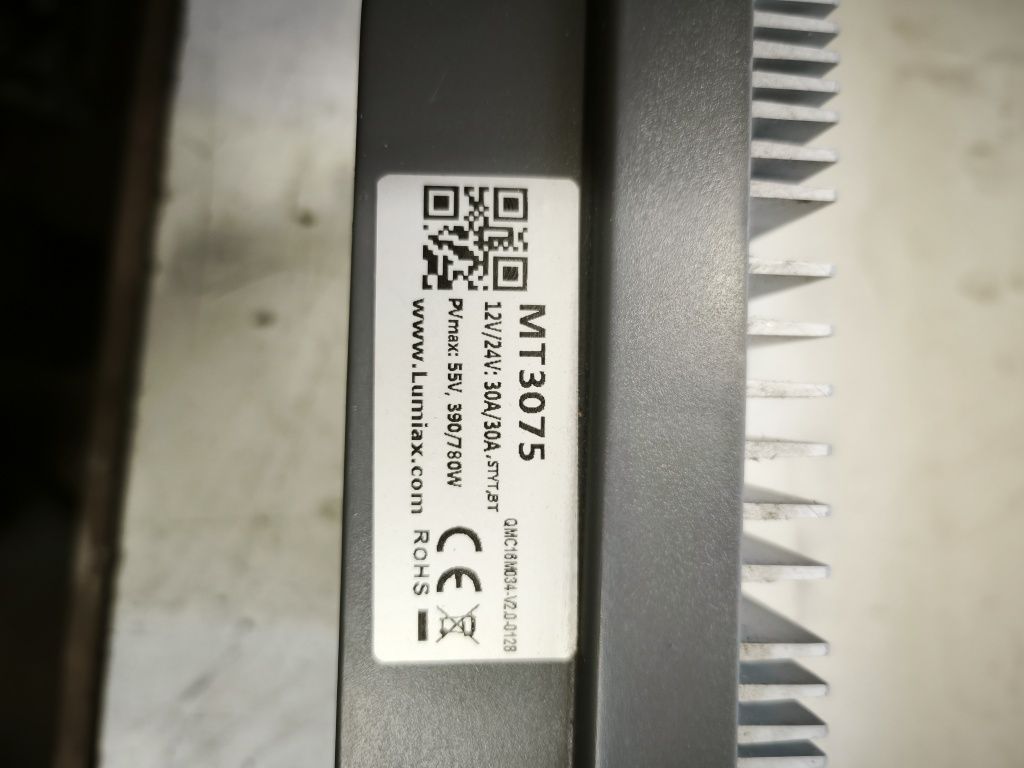 MT3075
12V/24V: 30A/30A ,STYT,BT
PVmax: 55V, 390/780W
www.Lumiax.com
QMC16M034-V2.0-0128
CE
RoHS